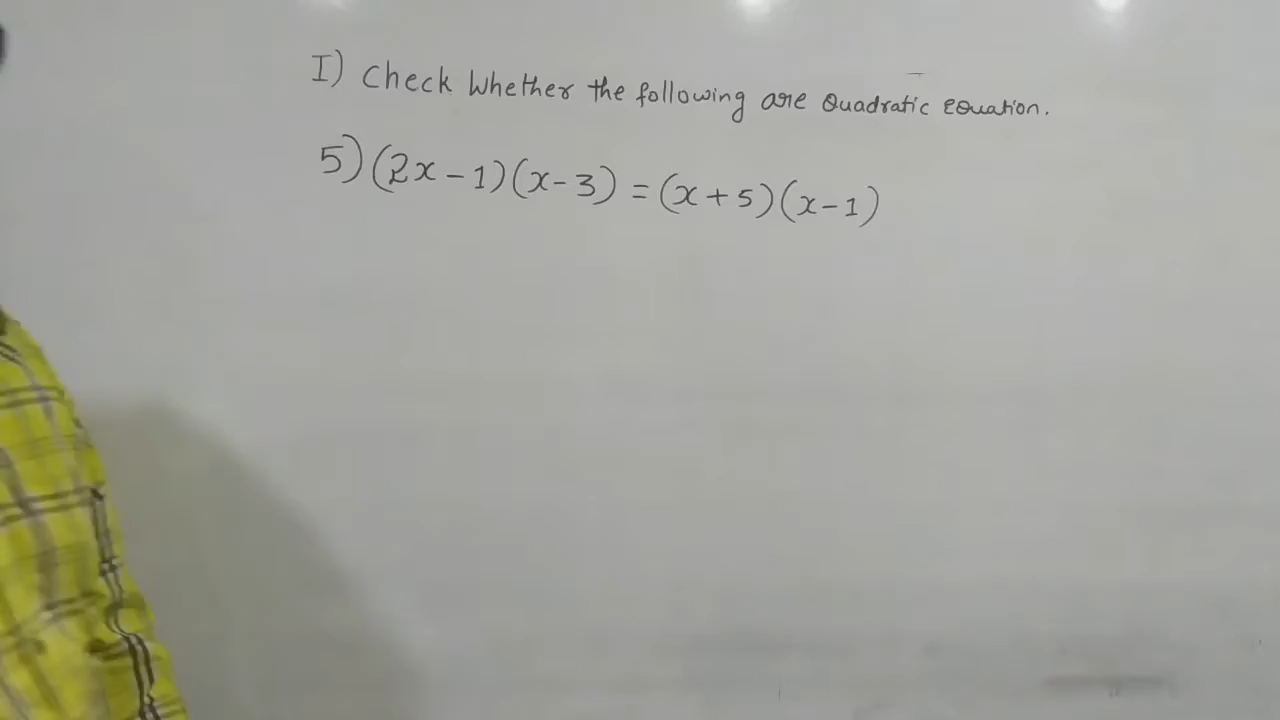 I) Check Whether the following are Quadratic Equation.
5) (2x - 1) (x - 3) = (x + 5) (x - 1)